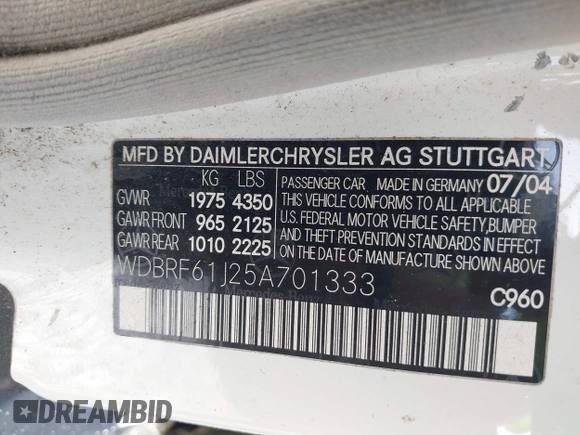 MFD BY DAIMLERCHRYSLER AG STUTTGART
KG LBS
GVWR 1975 4350
GAWR FRONT 965 2125
GAWR REAR 1010 2225
PASSENGER CAR MADE IN GERMANY 07/04
THIS VEHICLE CONFORMS TO ALL APPLICABLE
U.S. FEDERAL MOTOR VEHICLE SAFETY, BUMPER
AND THEFT PREVENTION STANDARDS IN EFFECT
ON THE DATE OF MANUFACTURE SHOWN ABOVE
WDBRF61J25A701333
C960
DREAMBID